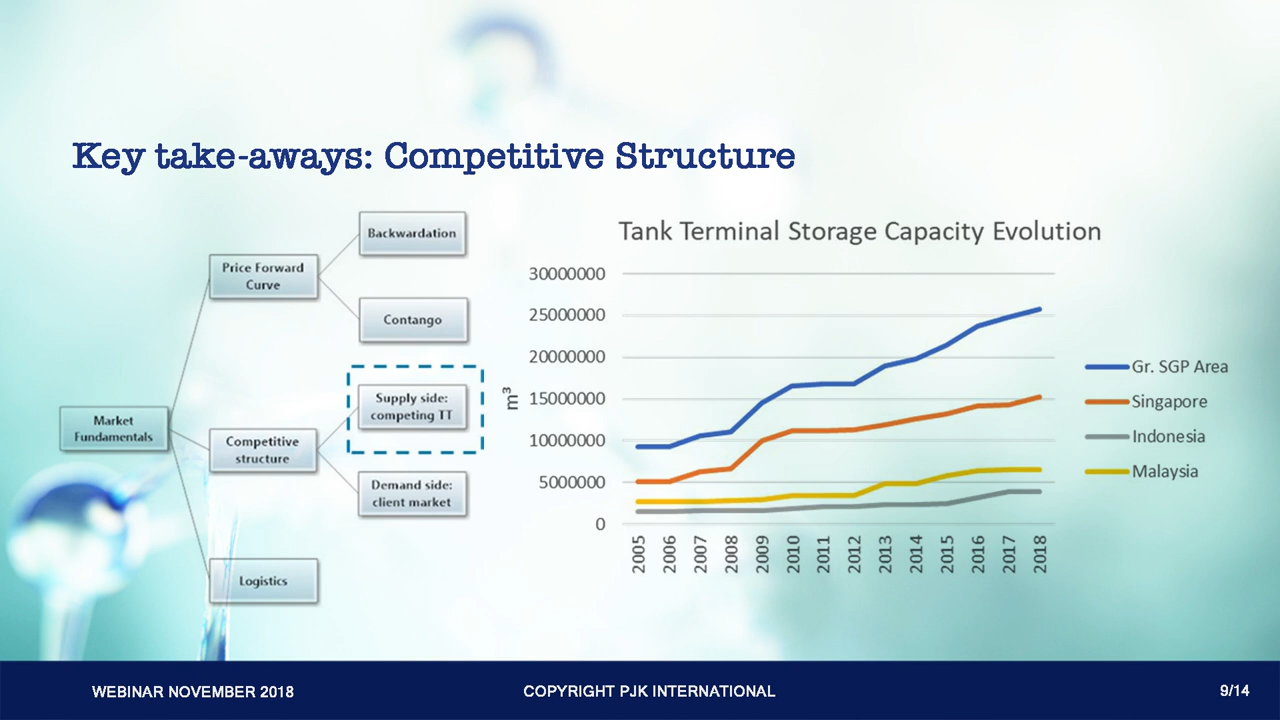 Key take-aways: Competitive Structure
Backwardation
Price Forward
Curve
Contango
Supply side:
competing TT
Market
Fundamentals
Competitive
structure
Demand side:
client market
Logistics
Tank Terminal Storage Capacity Evolution
30000000
25000000
20000000
15000000
10000000
5000000
0
m³
2005 2006 2007 2008 2009 2010 2011 2012 2013 2014 2015 2016 2017 2018
Gr. SGP Area
Singapore
Indonesia
Malaysia
WEBINAR NOVEMBER 2018
COPYRIGHT PJK INTERNATIONAL
9/14